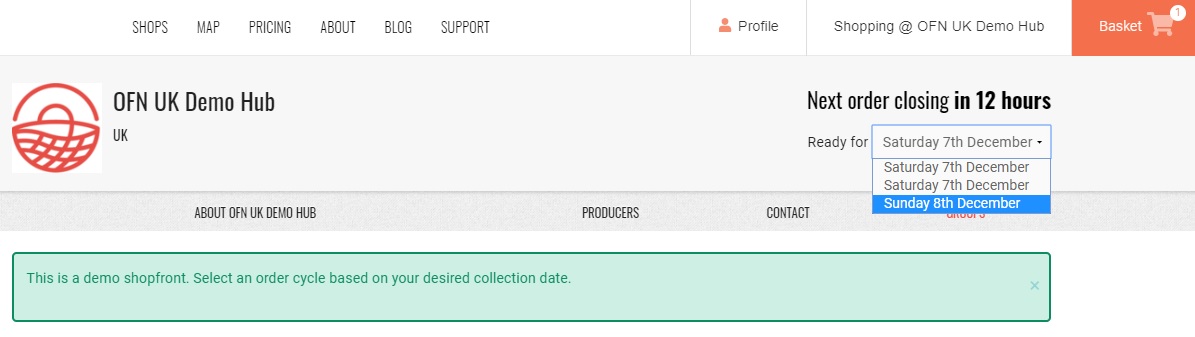 SHOPS MAP PRICING ABOUT BLOG SUPPORT Profile Shopping @ OFN UK Demo Hub Basket 1
OFN UK Demo Hub
UK
Next order closing in 12 hours
Ready for Saturday 7th December
Saturday 7th December
Saturday 7th December
Sunday 8th December
ABOUT OFN UK DEMO HUB PRODUCERS CONTACT GROUPS
This is a demo shopfront. Select an order cycle based on your desired collection date.
×